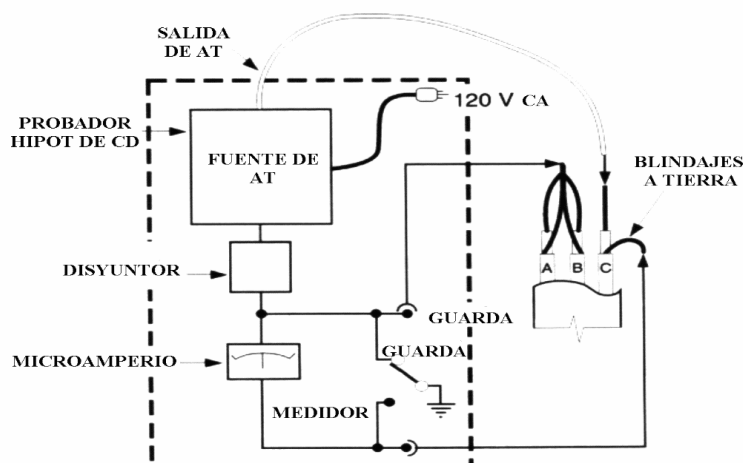 SALIDA
DE AT
120 V CA
PROBADOR
HIPOT DE CD
FUENTE DE
AT
BLINDAJES
A TIERRA
A B C
DISYUNTOR
GUARDA
GUARDA
MICROAMPERIO
MEDIDOR